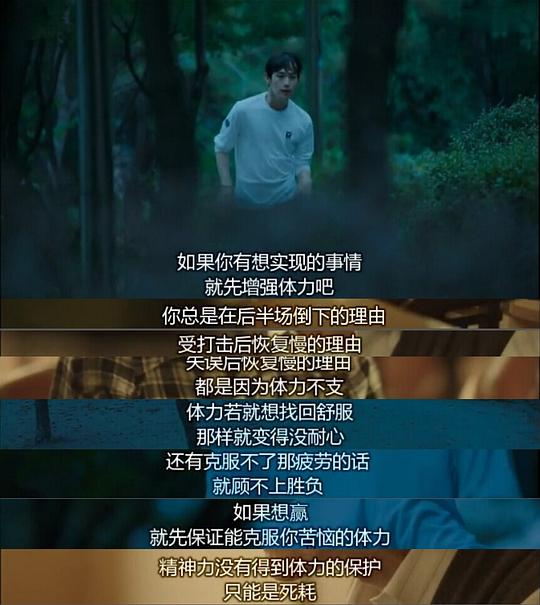 如果你有想实现的事情
就先增强体力吧
你总是在后半场倒下的理由
受打击后恢复慢的理由
失误后恢复慢的理由
都是因为体力不支
体力若就想找回舒服
那样就变得没耐心
还有克服不了那疲劳的话
就顾不上胜负
如果想赢
就先保证能克服你苦恼的体力
精神力没有得到体力的保护
只能是死耗